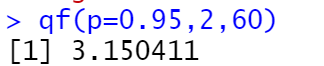 > qf(p=0.95,2,60)
[1] 3.150411